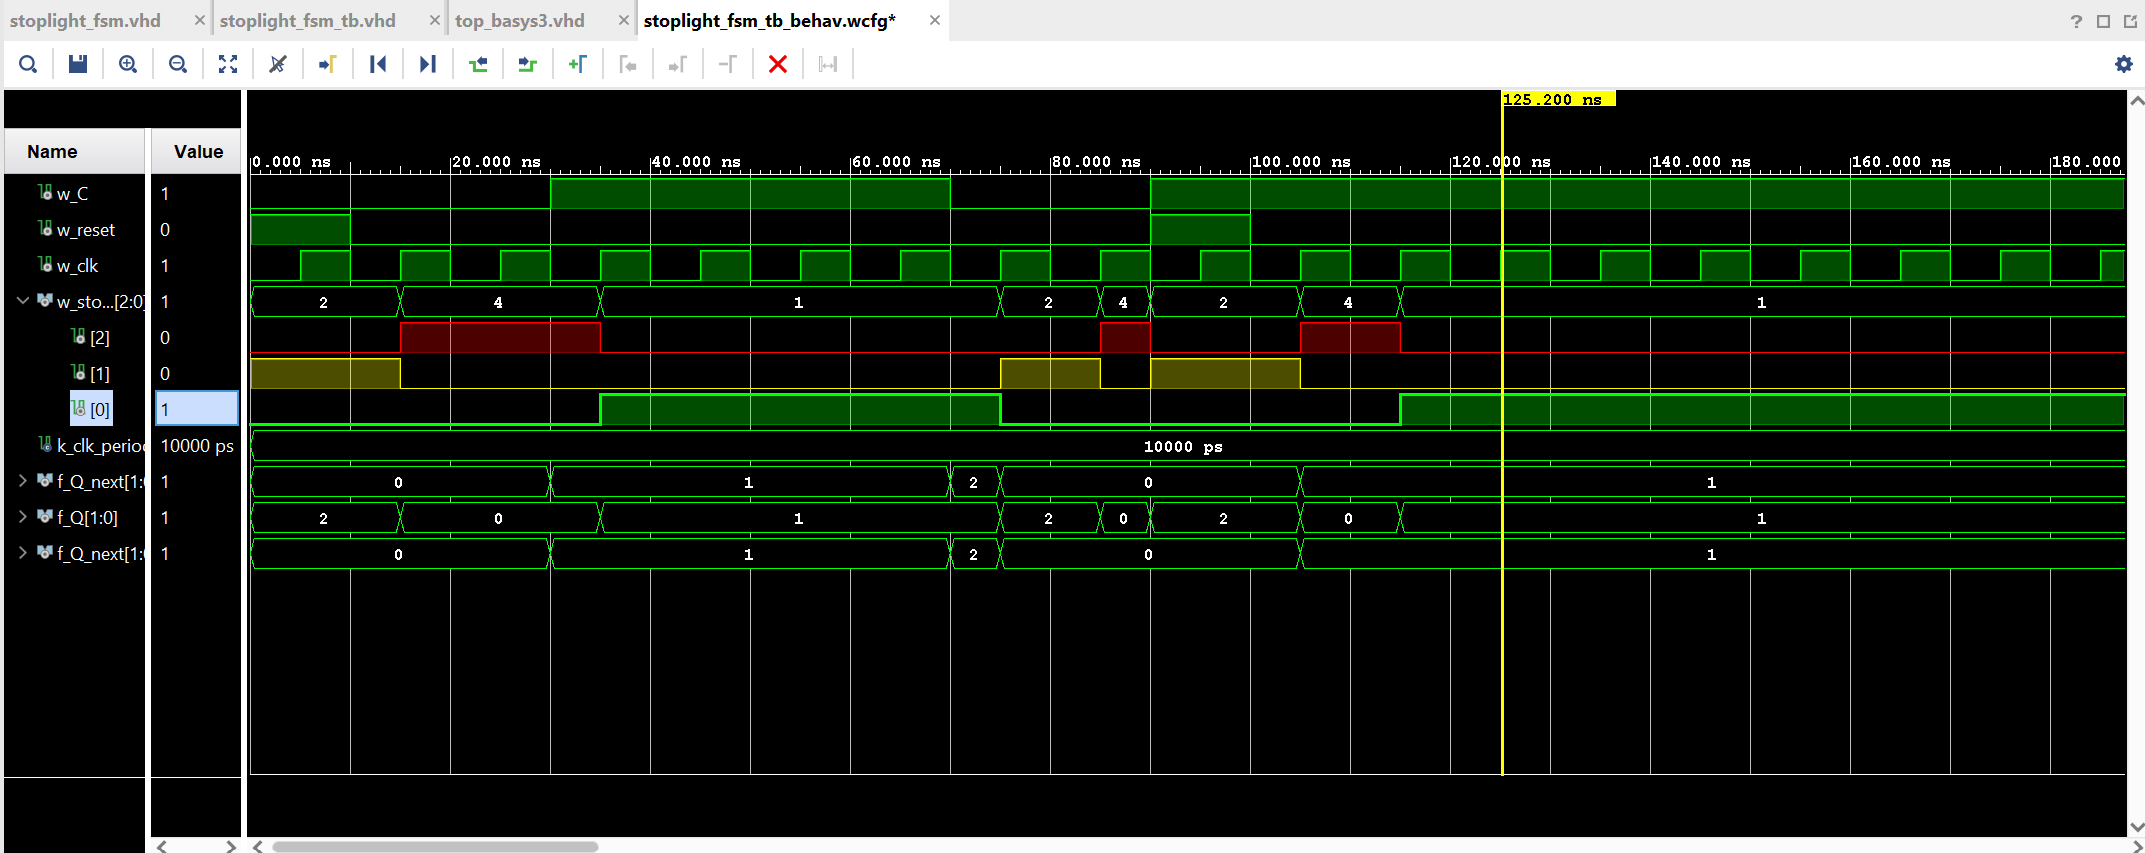 stoplight_fsm.vhd × stoplight_fsm_tb.vhd × top_basys3.vhd × stoplight_fsm_tb_behav.wcfg* ×
?
125.200 ns
Name Value
0.000 ns 20.000 ns 40.000 ns 60.000 ns 80.000 ns 100.000 ns 120.000 ns 140.000 ns 160.000 ns 180.000
w_C 1
w_reset 0
w_clk 1
w_sto...[2:0] 1 2 4 1 2 4 2 4 1
[2] 0
[1] 0
[0] 1
k_clk_perio 10000 ps 10000 ps
f_Q_next[1:0 1 0 1 2 0 1
f_Q[1:0] 1 2 0 1 2 0 2 0 1
f_Q_next[1:0 1 0 1 2 0 1